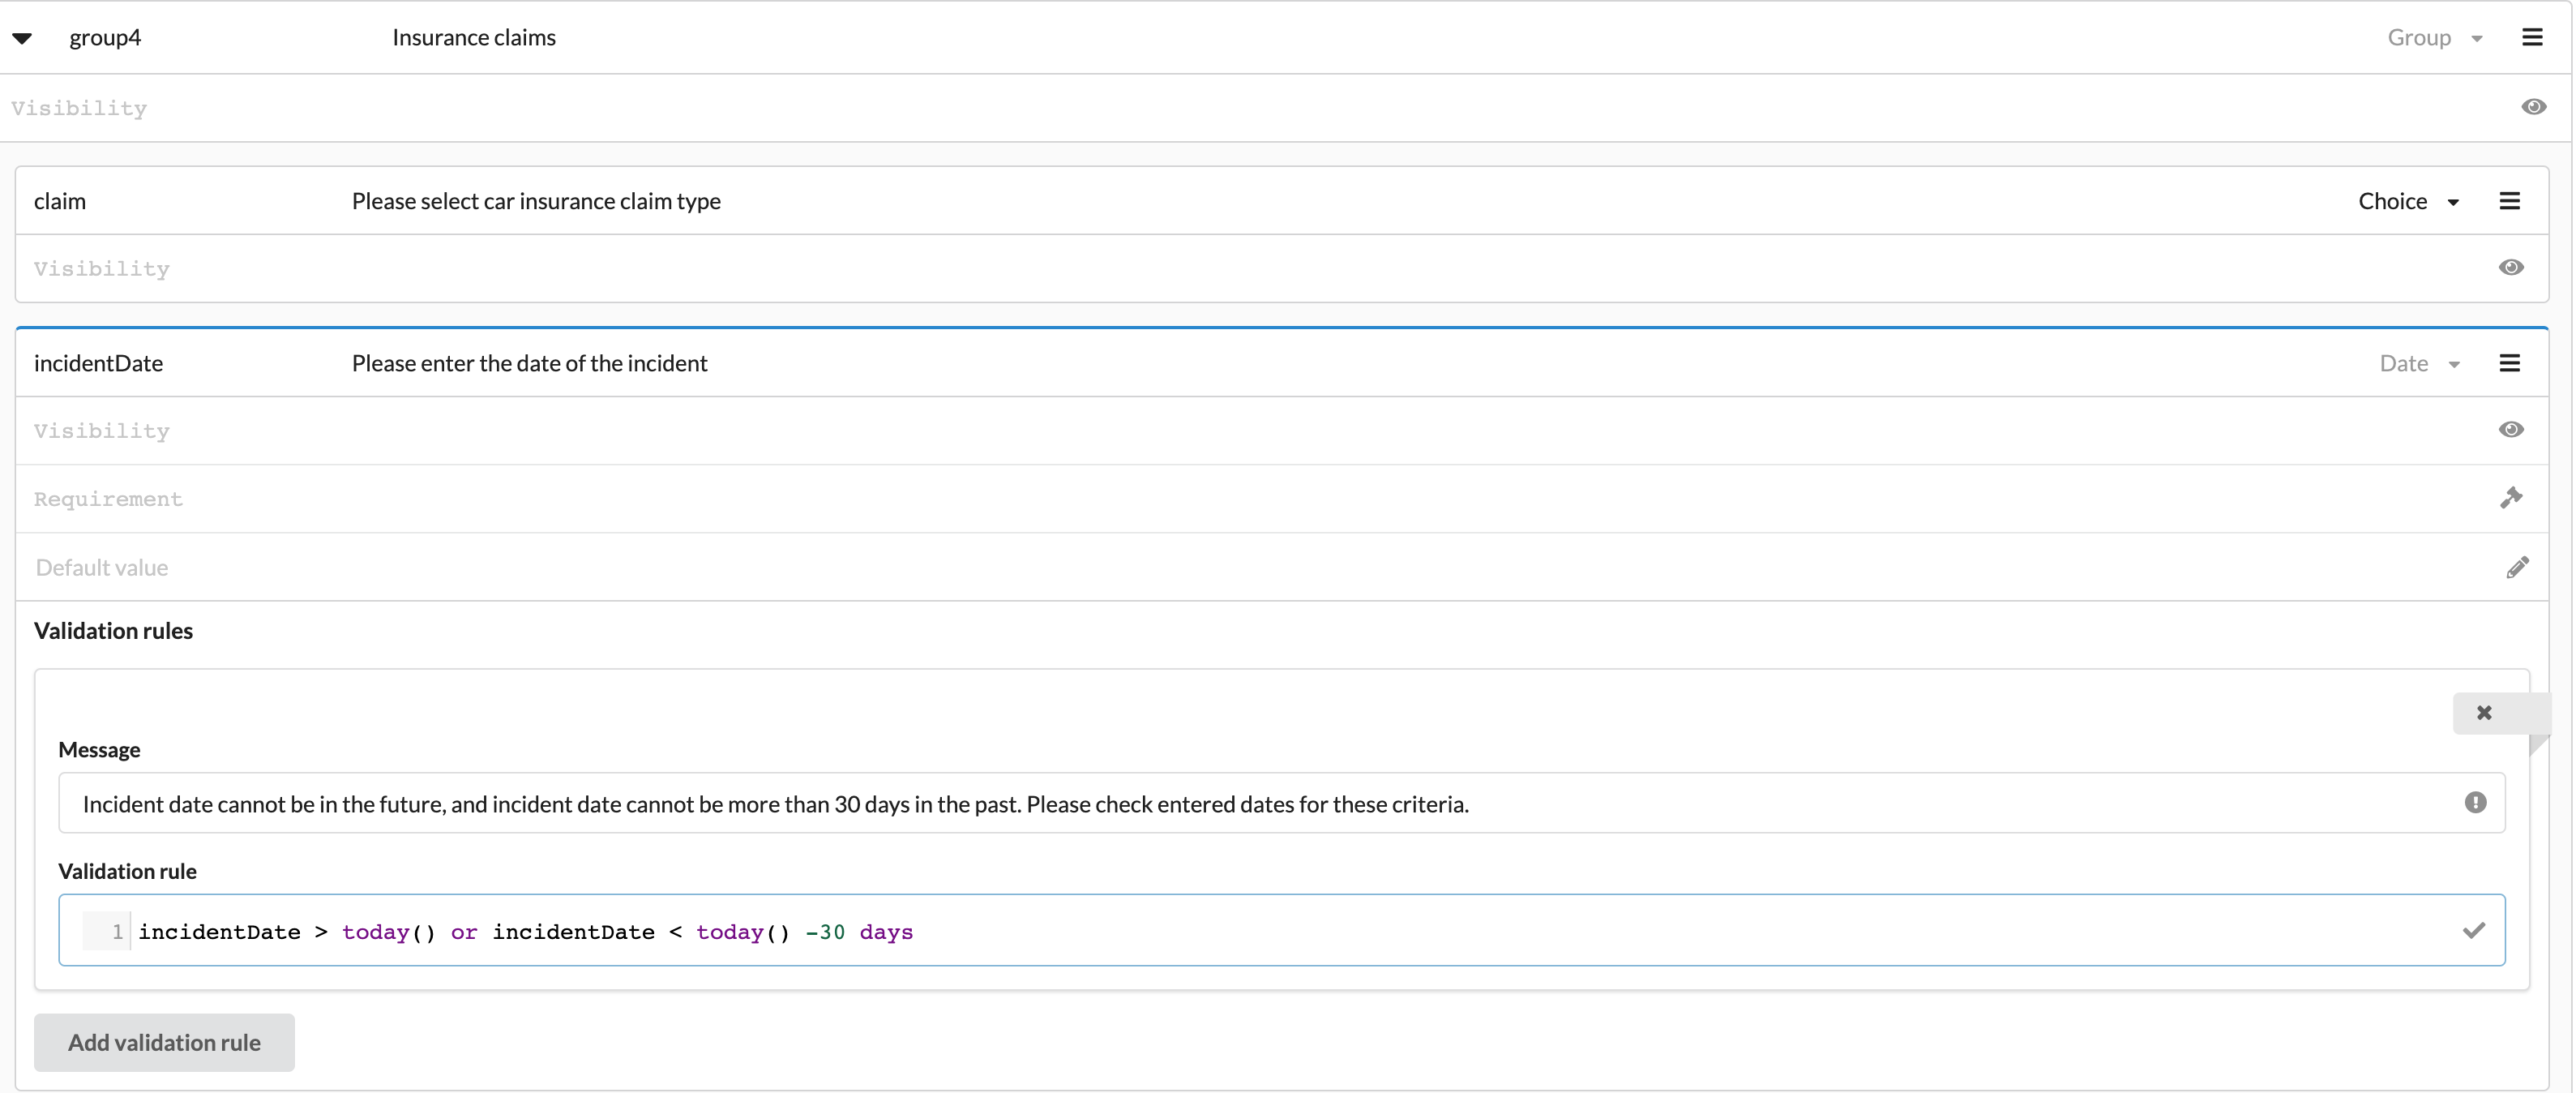 group4 Insurance claims Group
Visibility
claim Please select car insurance claim type Choice
Visibility
incidentDate Please enter the date of the incident Date
Visibility
Requirement
Default value
Validation rules
Message
Incident date cannot be in the future, and incident date cannot be more than 30 days in the past. Please check entered dates for these criteria.
Validation rule
1 incidentDate > today() or incidentDate < today() -30 days
Add validation rule